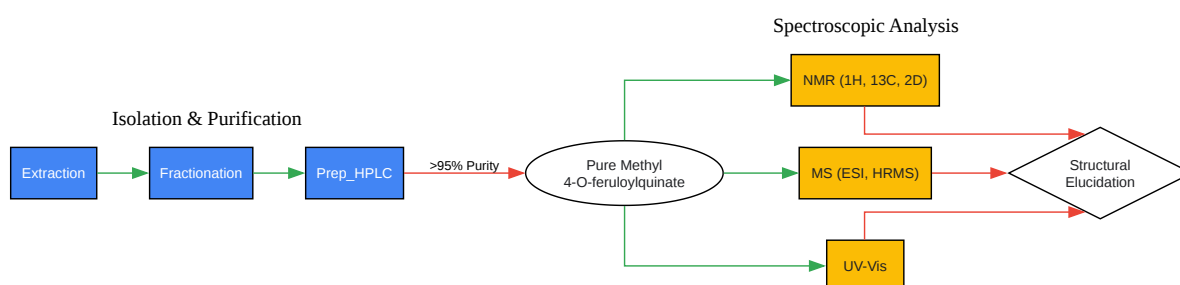 Spectroscopic Analysis
NMR (1H, 13C, 2D)
Isolation & Purification
Extraction
Fractionation
Prep_HPLC
>95% Purity
Pure Methyl
4-O-feruloylquinate
MS (ESI, HRMS)
Structural
Elucidation
UV-Vis